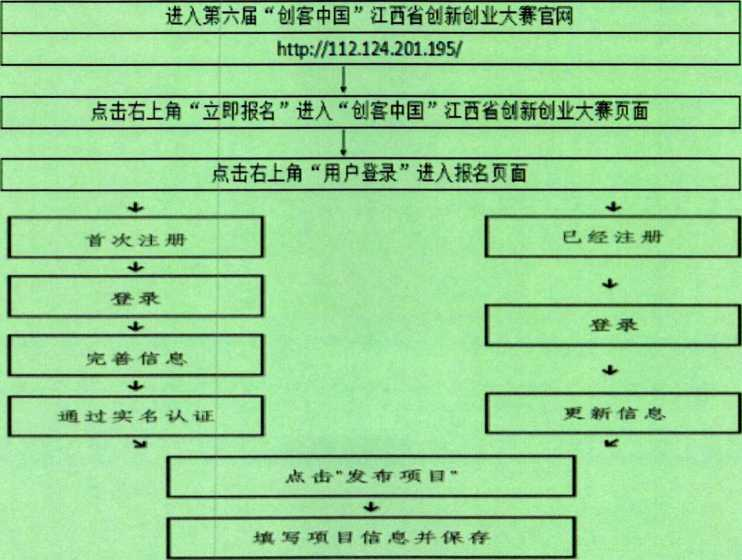 进入第六届“创客中国”江西省创新创业大赛官网
http://112.124.201.195/
点击右上角“立即报名”进入“创客中国”江西省创新创业大赛页面
点击右上角“用户登录”进入报名页面
首次注册
已经注册
登录
登录
完善信息
更新信息
通过实名认证
点击"发布项目"
填写项目信息并保存